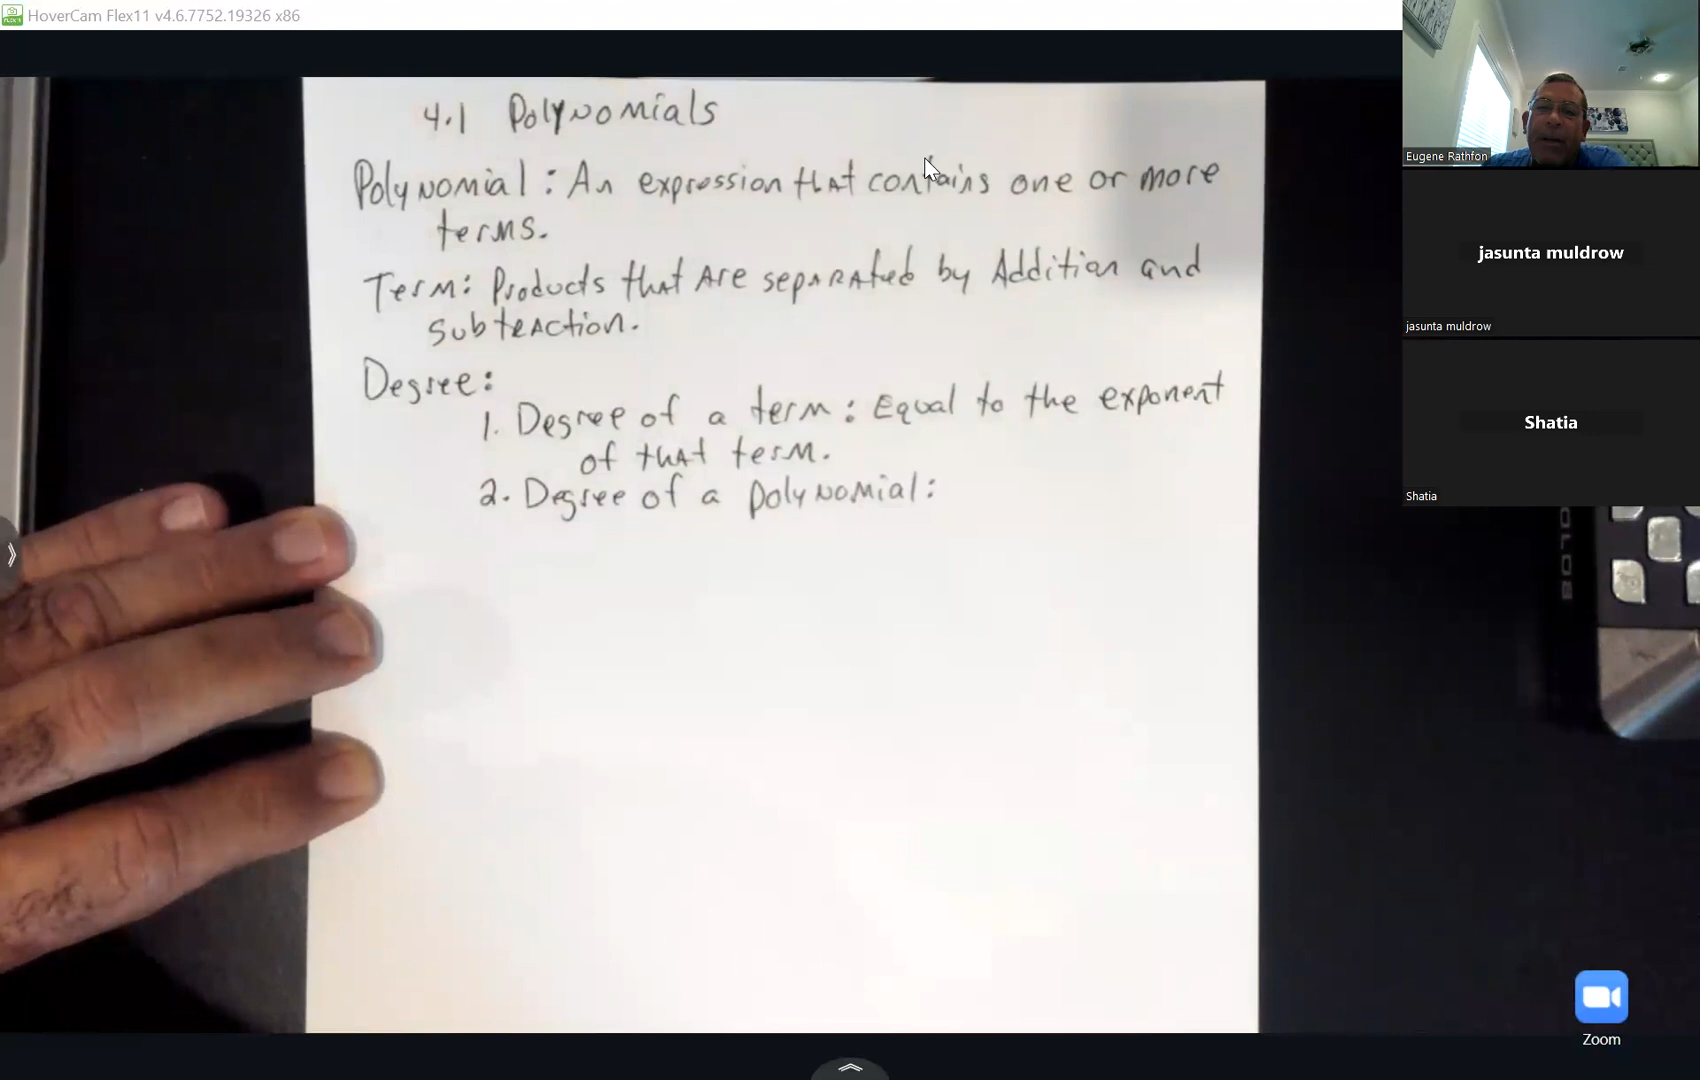 HoverCam Flex11 v4.6.7752.19326 x86
4.1 Polynomials
Polynomial: An expression that contains one or more
terms.
Term: Products that are separated by Addition and
subtraction.
Degree:
1. Degree of a term: Equal to the exponent
of that term.
2. Degree of a polynomial:
Eugene Rathfon
jasunta muldrow
jasunta muldrow
Shatia
Shatia
Zoom